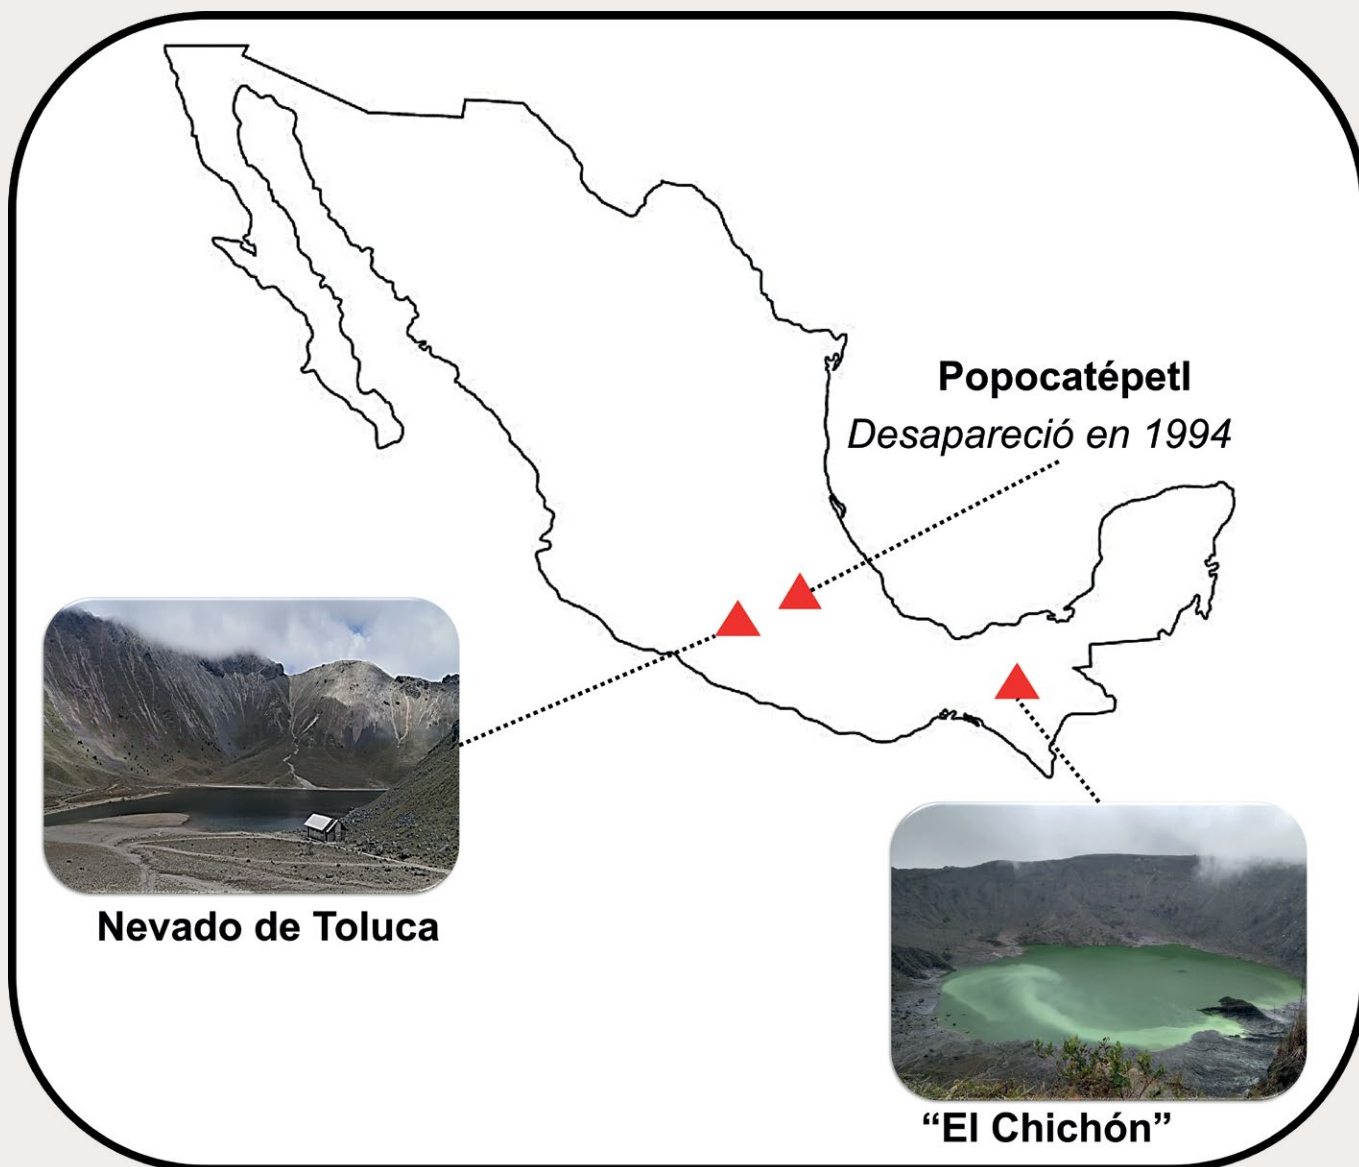 Popocatépetl
Desapareció en 1994
Nevado de Toluca
“El Chichón”